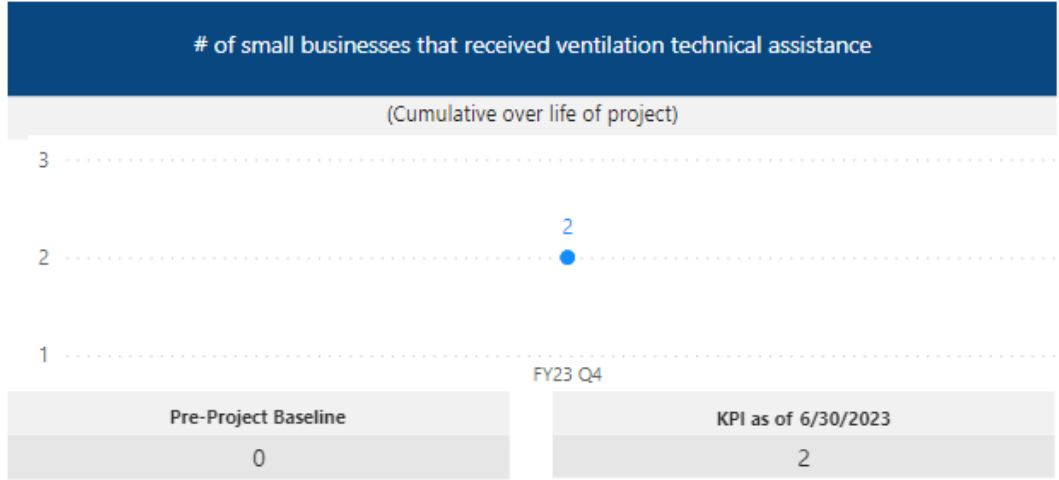 # of small businesses that received ventilation technical assistance
(Cumulative over life of project)
3
2
2
1
FY23 Q4
Pre-Project Baseline
KPI as of 6/30/2023
0
2